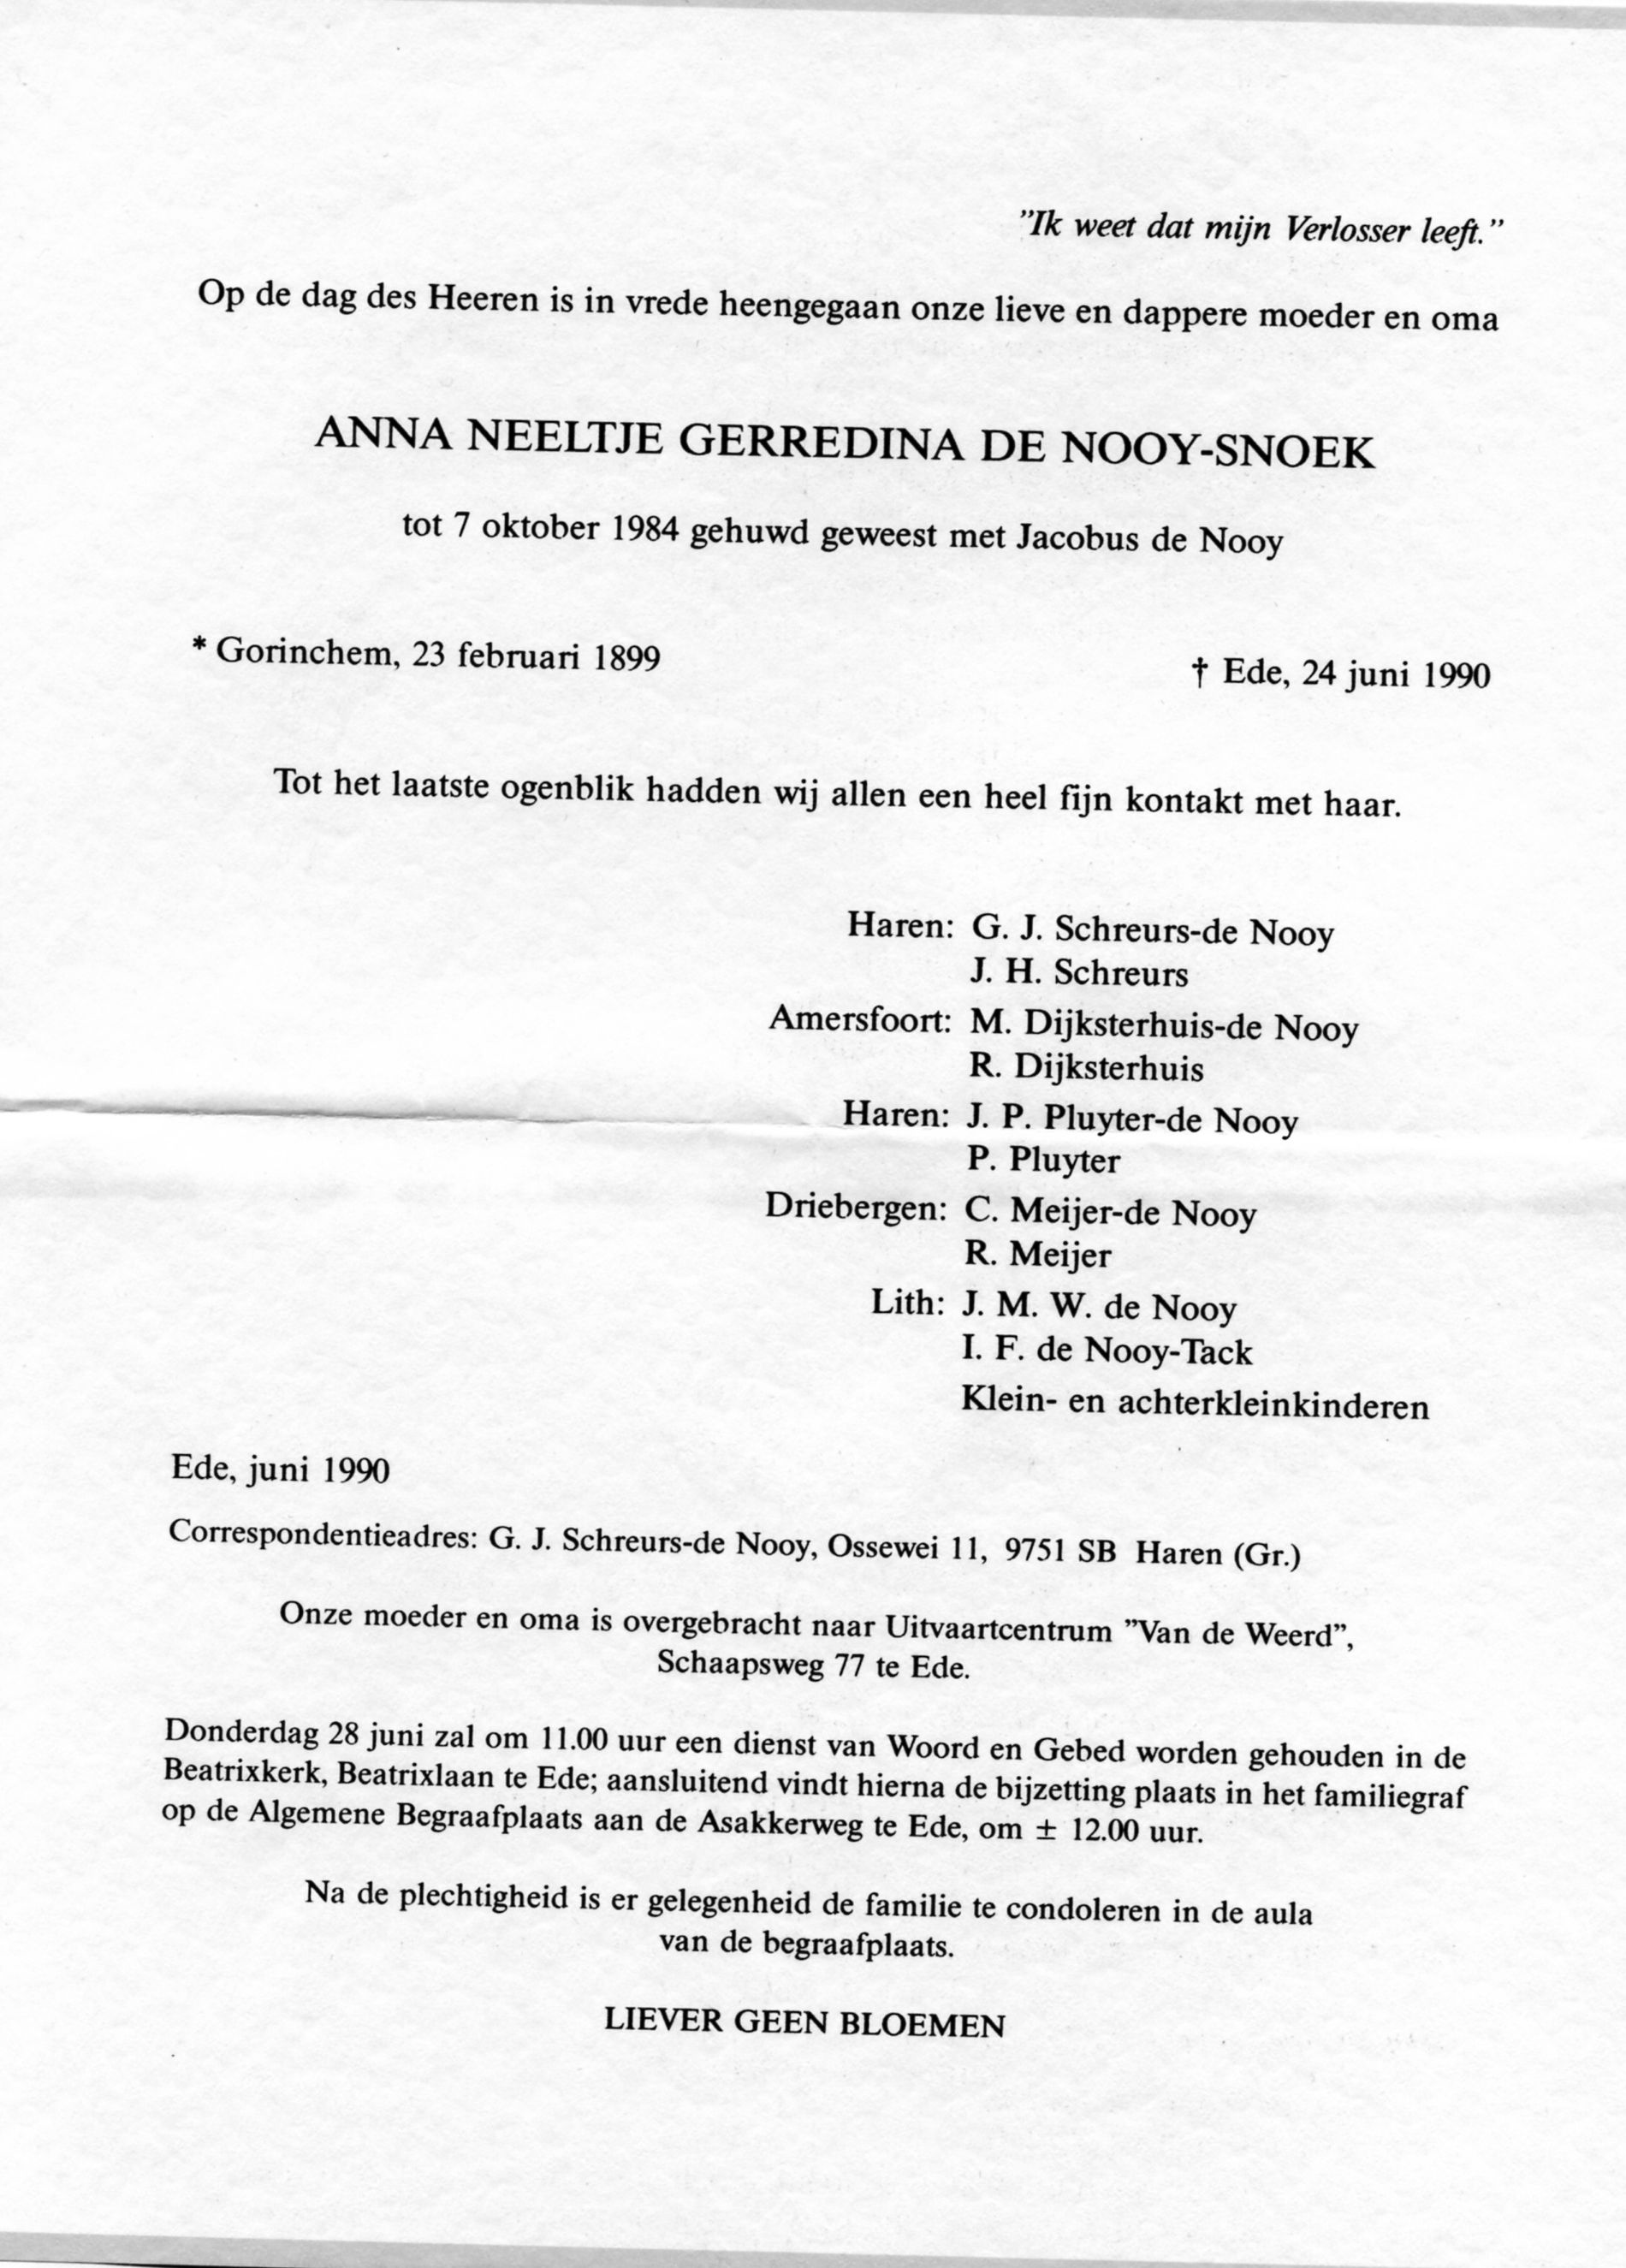 "Ik weet dat mijn Verlosser leeft."
Op de dag des Heeren is in vrede heengegaan onze lieve en dappere moeder en oma
ANNA NEELTJE GERREDINA DE NOOY-SNOEK
tot 7 oktober 1984 gehuwd geweest met Jacobus de Nooy
* Gorinchem, 23 februari 1899
† Ede, 24 juni 1990
Tot het laatste ogenblik hadden wij allen een heel fijn kontakt met haar.
Haren: G. J. Schreurs-de Nooy
J. H. Schreurs
Amersfoort: M. Dijksterhuis-de Nooy
R. Dijksterhuis
Haren: J. P. Pluyter-de Nooy
P. Pluyter
Driebergen: C. Meijer-de Nooy
R. Meijer
Lith: J. M. W. de Nooy
I. F. de Nooy-Tack
Klein- en achterkleinkinderen
Ede, juni 1990
Correspondentieadres: G. J. Schreurs-de Nooy, Ossewei 11, 9751 SB Haren (Gr.)
Onze moeder en oma is overgebracht naar Uitvaartcentrum "Van de Weerd",
Schaapsweg 77 te Ede.
Donderdag 28 juni zal om 11.00 uur een dienst van Woord en Gebed worden gehouden in de
Beatrixkerk, Beatrixlaan te Ede; aansluitend vindt hierna de bijzetting plaats in het familiegraf
op de Algemene Begraafplaats aan de Asakkerweg te Ede, om ± 12.00 uur.
Na de plechtigheid is er gelegenheid de familie te condoleren in de aula
van de begraafplaats.
LIEVER GEEN BLOEMEN